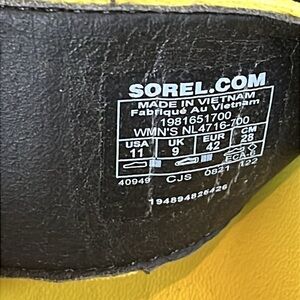 SOREL.COM
MADE IN VIETNAM
Fabriqué Au Vietnam
1981651700
WMN'S NL4716-700
USA UK EUR CM
11 9 42 28
ECA-T
40949 CJS 0821 122
194894826426